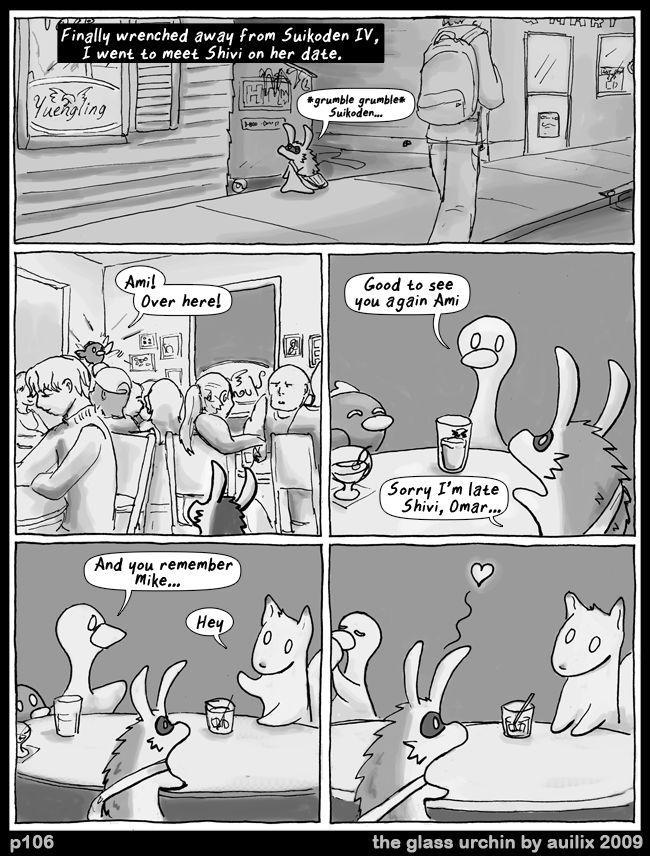 Finally wrenched away from Suikoden IV,
I went to meet Shivi on her date.
Yuengling
*grumble grumble*
Suikoden...
Ami!
Over here!
Good to see
you again Ami
Sorry I'm late
Shivi, Omar...
And you remember
Mike...
Hey
p106
the glass urchin by auilix 2009